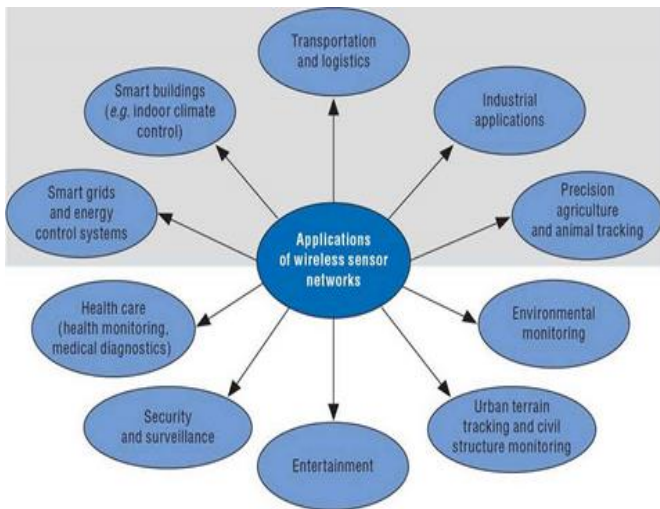 Transportation
and logistics
Smart buildings
(e.g. indoor climate
control)
Industrial
applications
Smart grids
and energy
control systems
Precision
agriculture
and animal tracking
Applications
of wireless sensor
networks
Health care
(health monitoring,
medical diagnostics)
Environmental
monitoring
Security
and surveillance
Urban terrain
tracking and civil
structure monitoring
Entertainment